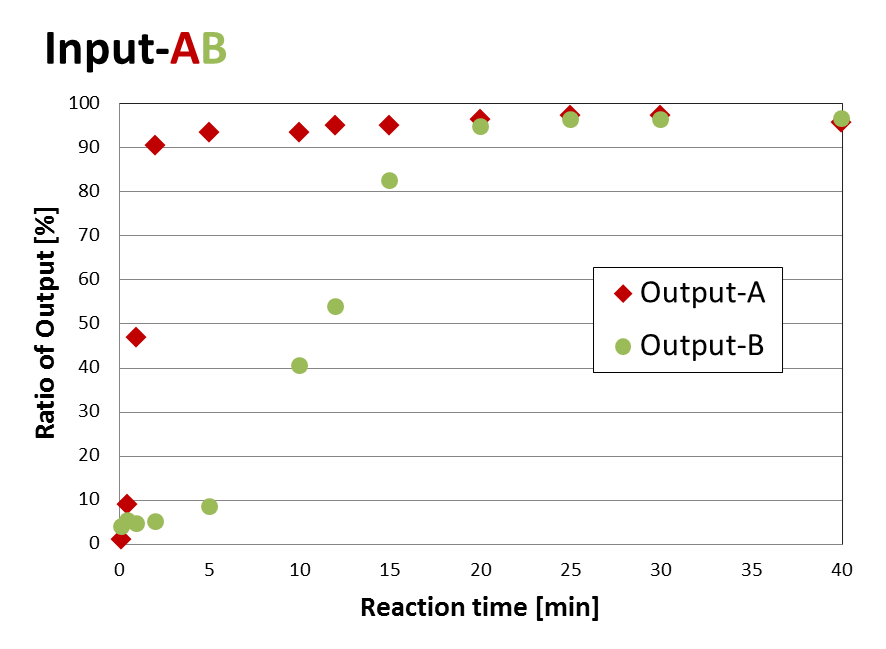 Input-AB
100
90
80
70
60
50
40
30
20
10
0
Ratio of Output [%]
Output-A
Output-B
0 5 10 15 20 25 30 35 40
Reaction time [min]